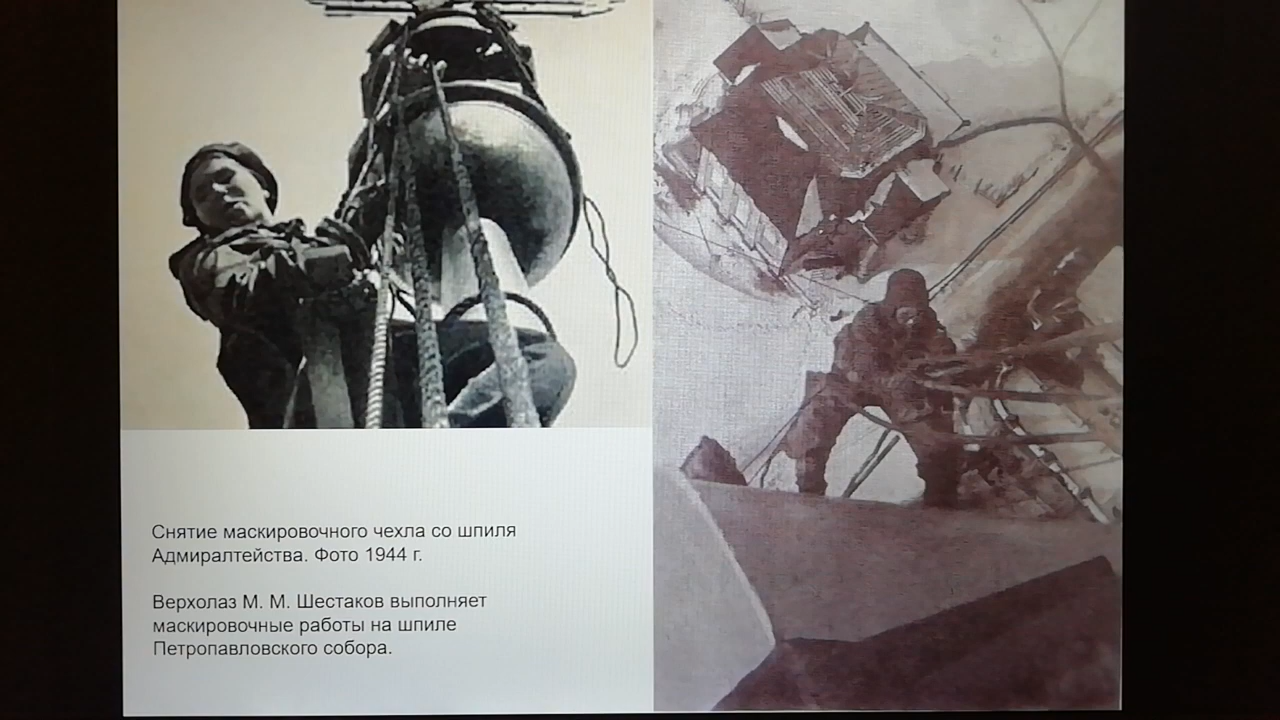 Снятие маскировочного чехла со шпиля
Адмиралтейства. Фото 1944 г.
Верхолаз М. М. Шестаков выполняет
маскировочные работы на шпиле
Петропавловского собора.